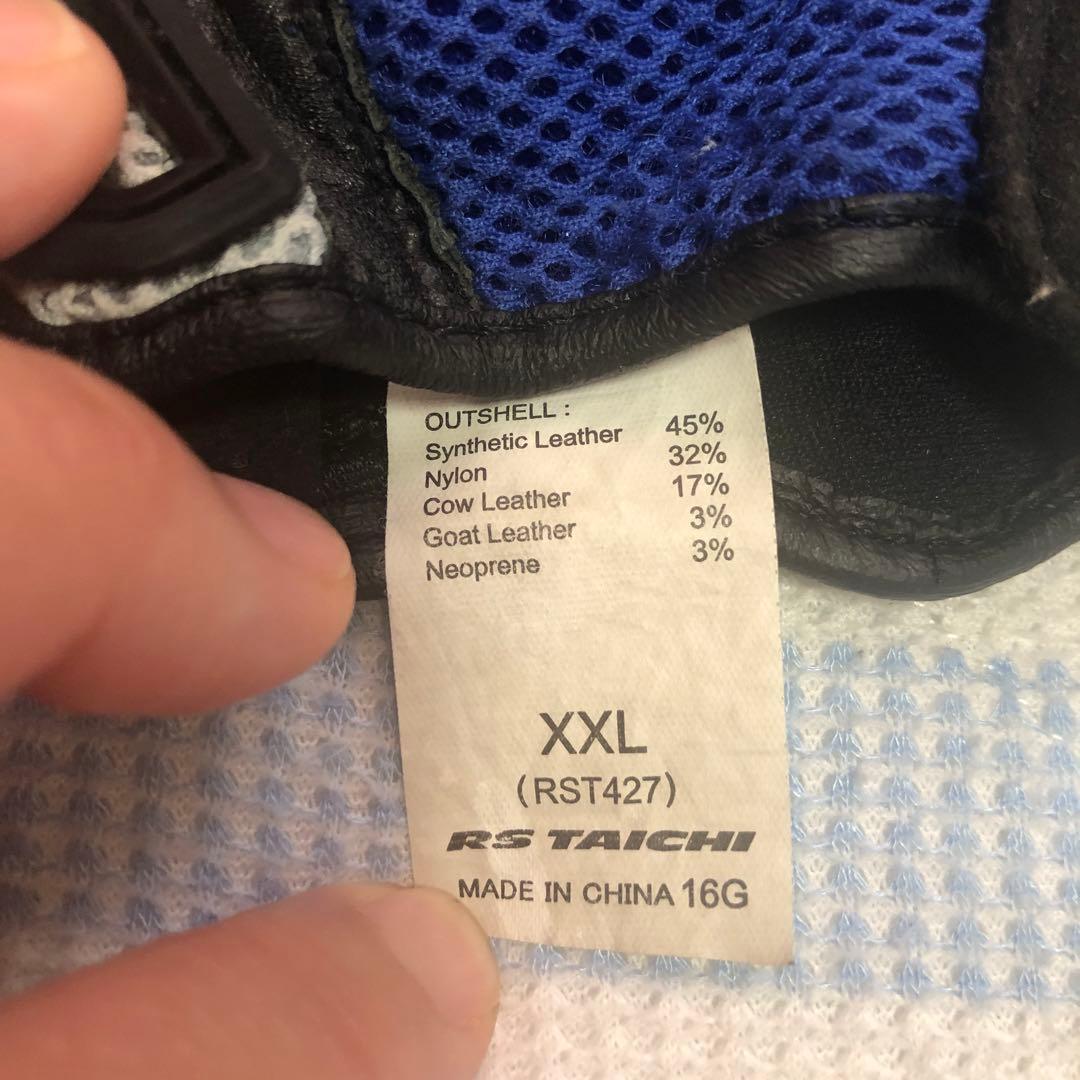 OUTSHELL :
Synthetic Leather 45%
Nylon 32%
Cow Leather 17%
Goat Leather 3%
Neoprene 3%
XXL
(RST427)
RS TAICHI
MADE IN CHINA 16G